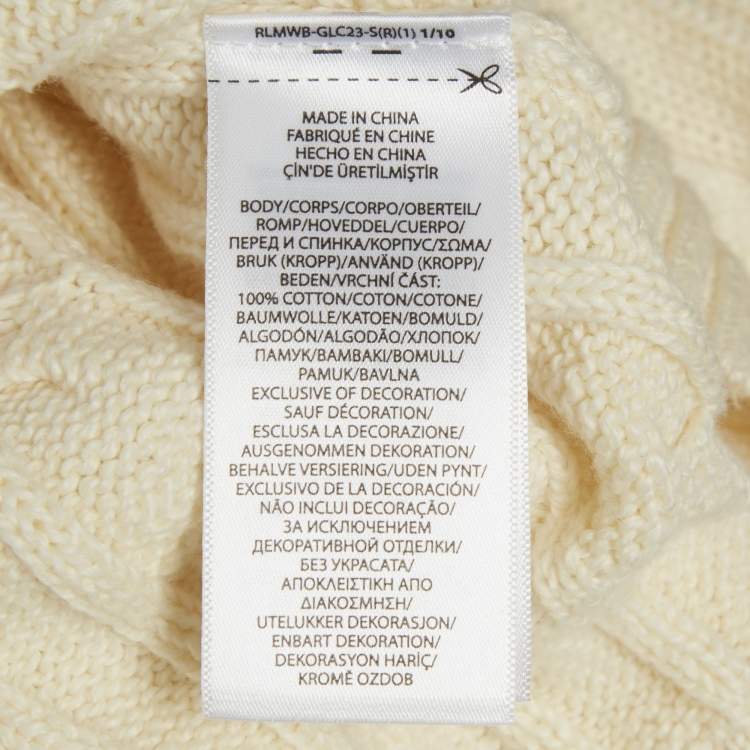 RLMWB-GLC23-S(R)(1) 1/10
MADE IN CHINA
FABRIQUÉ EN CHINE
HECHO EN CHINA
ÇİN'DE ÜRETİLMİŞTİR
BODY/CORPS/CORPO/OBERTEIL/
ROMP/HOVEDDEL/CUERPO/
ПЕРЕД И СПИНКА/КОРПУС/ΣΩΜΑ/
BRUK (KROPP)/ANVÄND (KROPP)/
BEDEN/VRCHNÍ ČÁST:
100% COTTON/COTON/COTONE/
BAUMWOLLE/KATOEN/BOMULD/
ALGODÓN/ALGODÃO/ХЛОПОК/
ПАМУК/ΒΑΜΒΑΚΙ/BOMULL/
PAMUK/BAVLNA
EXCLUSIVE OF DECORATION/
SAUF DÉCORATION/
ESCLUSA LA DECORAZIONE/
AUSGENOMMEN DEKORATION/
BEHALVE VERSIERING/UDEN PYNT/
EXCLUSIVO DE LA DECORACIÓN/
NÃO INCLUI DECORAÇÃO/
ЗА ИСКЛЮЧЕНИЕМ
ДЕКОРАТИВНОЙ ОТДЕЛКИ/
БЕЗ УКРАСАТА/
ΑΠΟΚΛΕΙΣΤΙΚΗ ΑΠΟ
ΔΙΑΚΟΣΜΗΣΗ/
UTELUKKER DEKORASJON/
ENBART DEKORATION/
DEKORASYON HARİÇ/
KROMĚ OZDOB